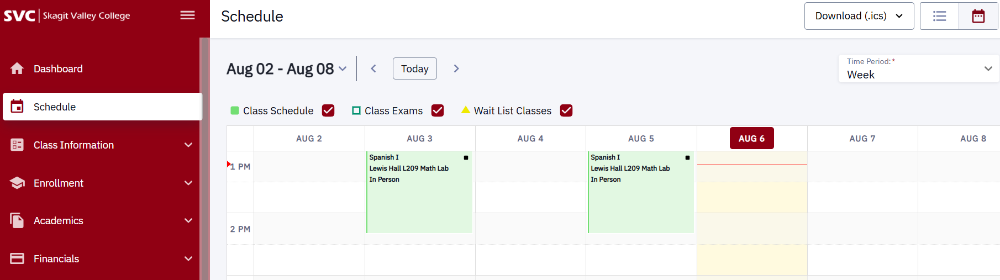 SVC Skagit Valley College
Schedule
Download (.ics)
Dashboard
Schedule
Class Information
Enrollment
Academics
Financials
Aug 02 - Aug 08
Today
Time Period:*
Week
Class Schedule
Class Exams
Wait List Classes
AUG 2
AUG 3
AUG 4
AUG 5
AUG 6
AUG 7
AUG 8
1 PM
Spanish I
Lewis Hall L209 Math Lab
In Person
Spanish I
Lewis Hall L209 Math Lab
In Person
2 PM